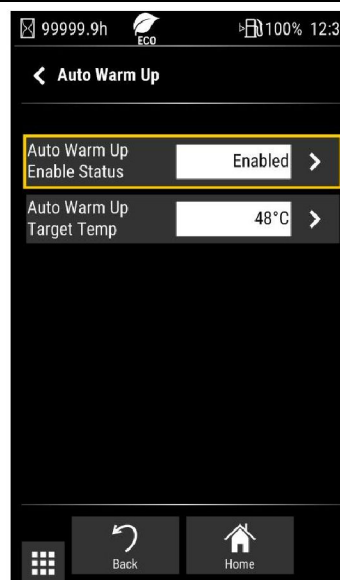 99999.9h ECO 100% 12:3
Auto Warm Up
Auto Warm Up
Enable Status
Enabled
Auto Warm Up
Target Temp
48°C
Back
Home